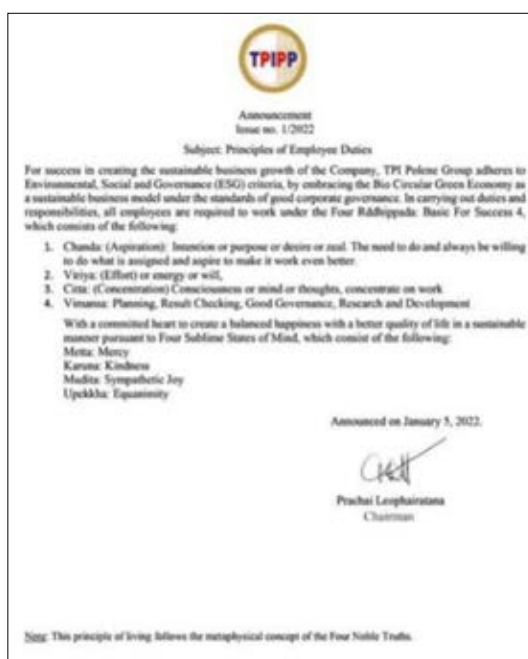 TPIPP
Announcement
Issue no. 1/2022
Subject: Principles of Employee Duties
For success in creating the sustainable business growth of the Company, TPI Polene Group adheres to
Environmental, Social and Governance (ESG) criteria, by embracing the Bio Circular Green Economy as
a sustainable business model under the standards of good corporate governance. In carrying out duties and
responsibilities, all employees are required to work under the Four Rddhippada: Basic For Success 4,
which consists of the following:
1. Chanda: (Aspiration): Intention or purpose or desire or zeal. The need to do and always be willing
to do what is assigned and aspire to make it work even better.
2. Viriya: (Effort) or energy or will,
3. Citta: (Concentration) Consciousness or mind or thoughts, concentrate on work
4. Vimansa: Planning, Result Checking, Good Governance, Research and Development
With a committed heart to create a balanced happiness with a better quality of life in a sustainable
manner pursuant to Four Sublime States of Mind, which consist of the following:
Metta: Mercy
Karuna: Kindness
Mudita: Sympathetic Joy
Upekkha: Equanimity
Announced on January 5, 2022.
Prachai Leophairatana
Chairman
Note: This principle of living follows the metaphysical concept of the Four Noble Truths.